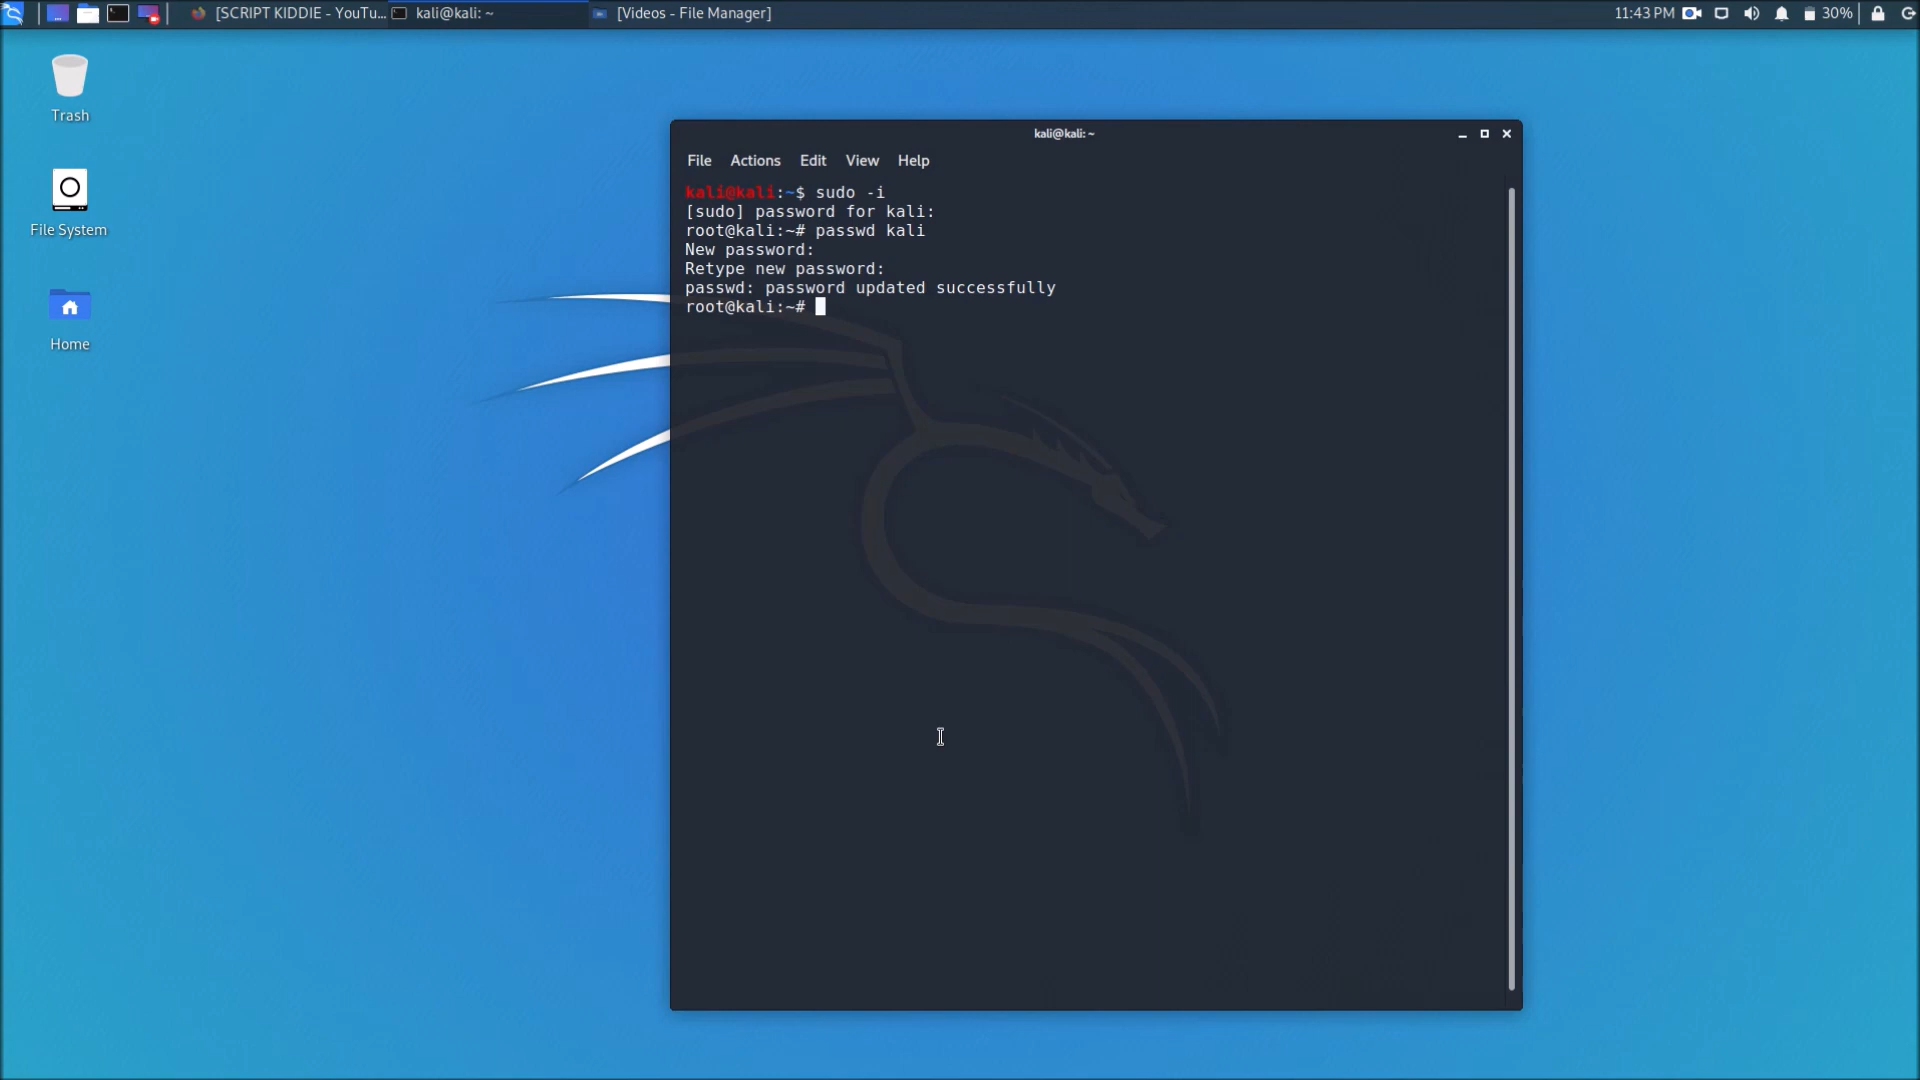 [SCRIPT KIDDIE - YouTu... kali@kali: ~ [Videos - File Manager] 11:43 PM 30%
Trash
File System
Home
kali@kali: ~
File Actions Edit View Help
kali@kali:~$ sudo -i
[sudo] password for kali:
root@kali:~# passwd kali
New password:
Retype new password:
passwd: password updated successfully
root@kali:~#